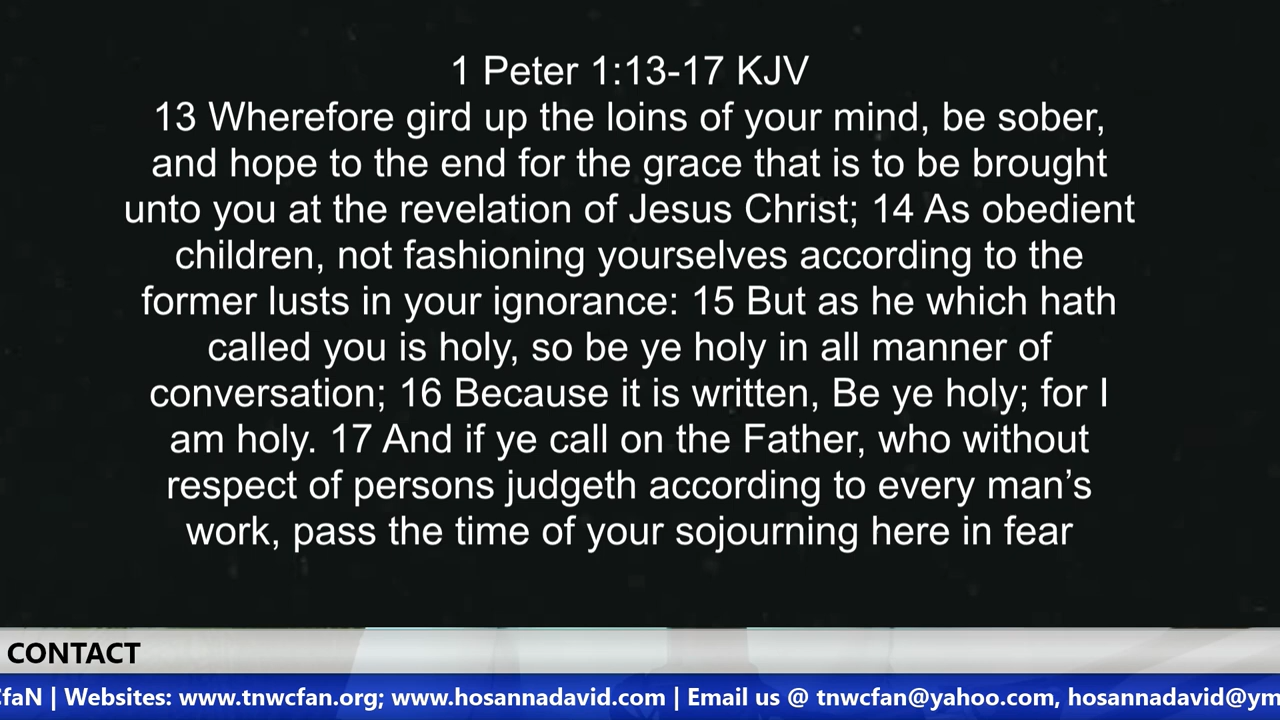 1 Peter 1:13-17 KJV
13 Wherefore gird up the loins of your mind, be sober,
and hope to the end for the grace that is to be brought
unto you at the revelation of Jesus Christ; 14 As obedient
children, not fashioning yourselves according to the
former lusts in your ignorance: 15 But as he which hath
called you is holy, so be ye holy in all manner of
conversation; 16 Because it is written, Be ye holy; for I
am holy. 17 And if ye call on the Father, who without
respect of persons judgeth according to every man’s
work, pass the time of your sojourning here in fear
CONTACT
| Websites: www.tnwcfan.org; www.hosannadavid.com | Email us @ tnwcfan@yahoo.com,